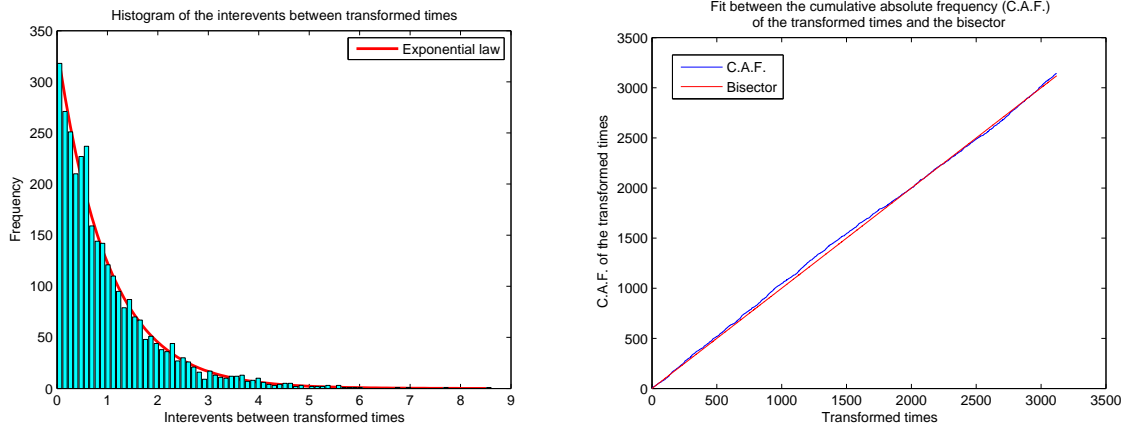 Histogram of the interevents between transformed times
350
300
250
200
150
100
50
0
Frequency
Exponential law
0 1 2 3 4 5 6 7 8 9
Interevents between transformed times
Fit between the cumulative absolute frequency (C.A.F.)
of the transformed times and the bisector
3500
3000
2500
2000
1500
1000
500
0
C.A.F. of the transformed times
C.A.F.
Bisector
0 500 1000 1500 2000 2500 3000 3500
Transformed times